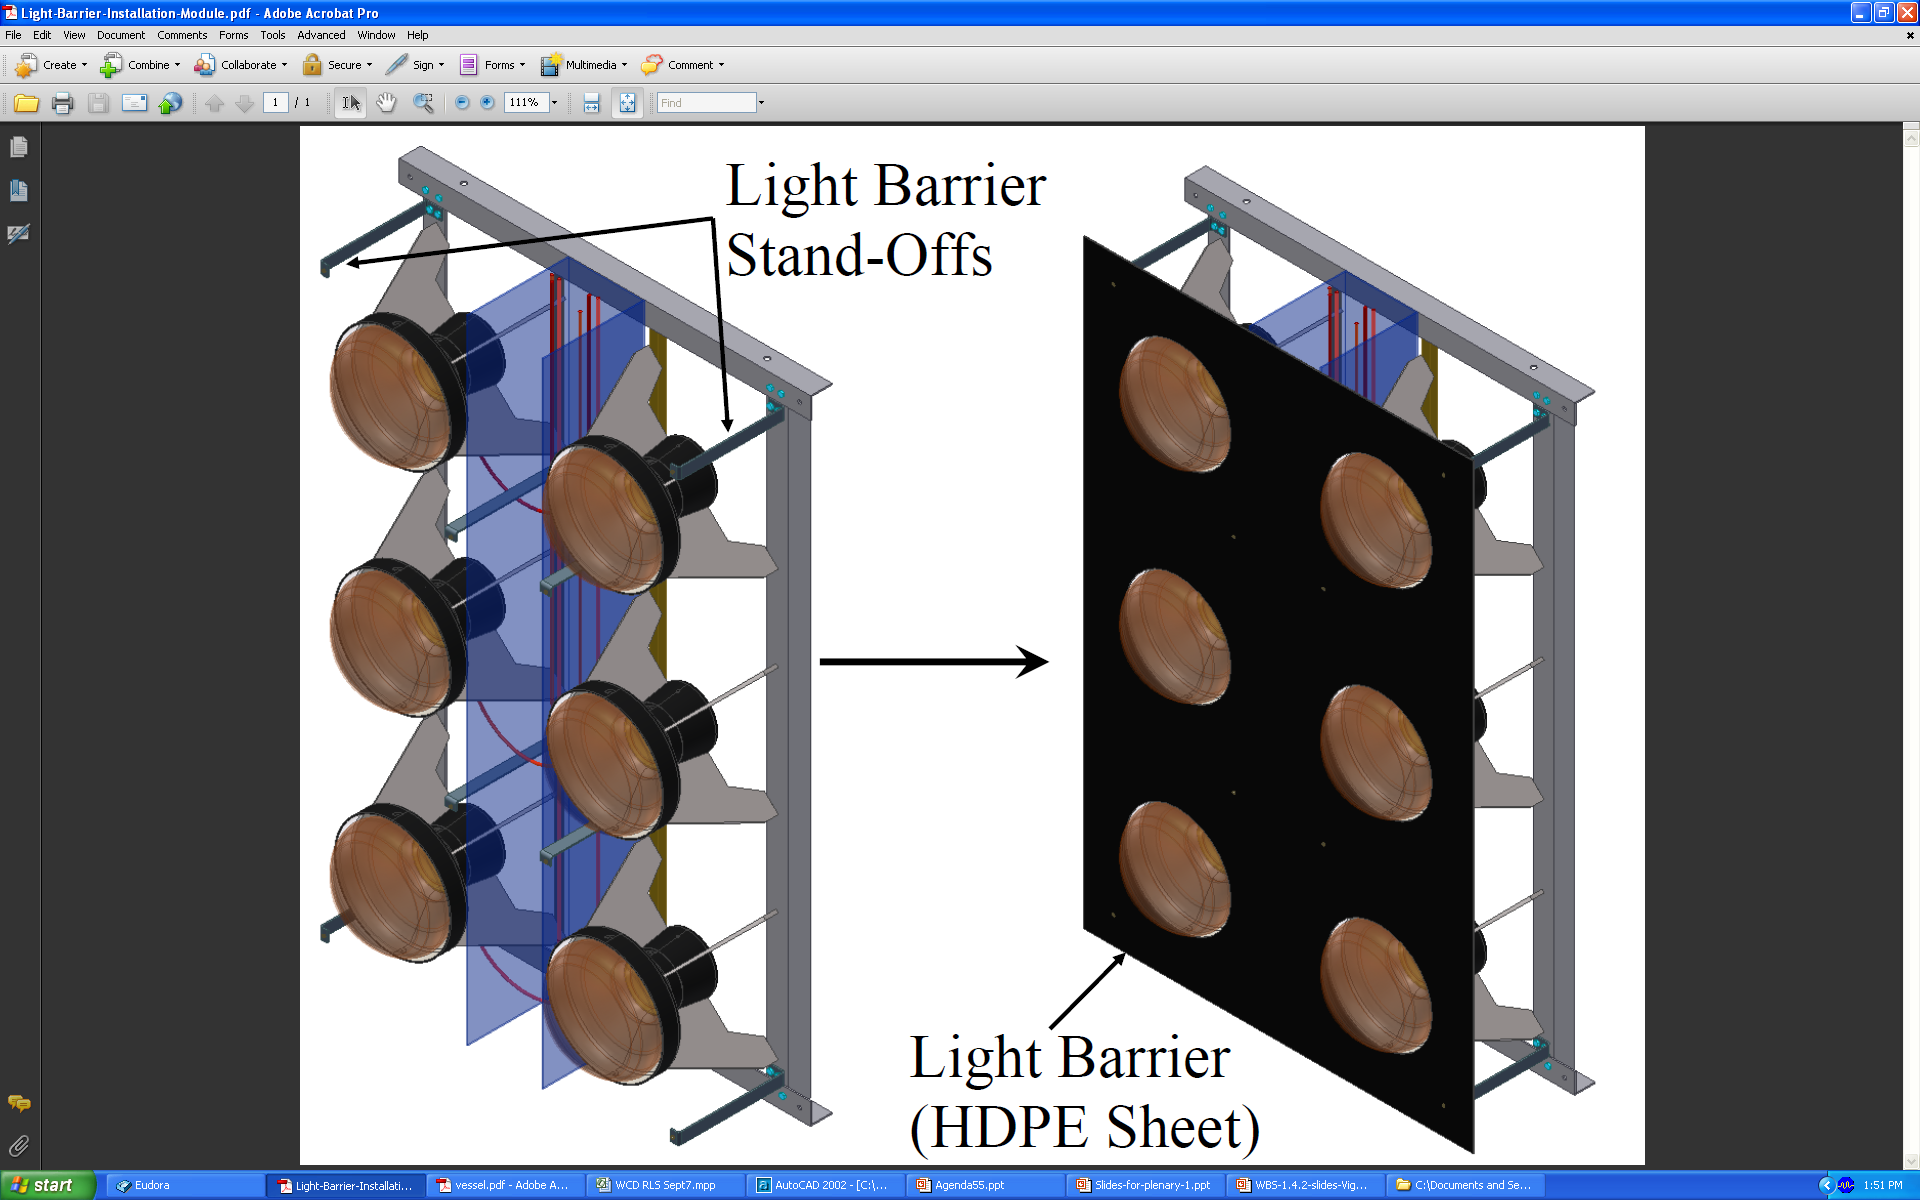 Light-Barrier-Installation-Module.pdf - Adobe Acrobat Pro
File Edit View Document Comments Forms Tools Advanced Window Help
Create Combine Collaborate Secure Sign Forms Multimedia Comment
1 / 1 111% Find
Light Barrier
Stand-Offs
Light Barrier
(HDPE Sheet)
start Eudora Light-Barrier-Installati... vessel.pdf - Adobe A... WCD RLS Sept7.mpp AutoCAD 2002 - [C:\... Agenda55.ppt Slides-for-plenary-1.ppt WBS-1.4.2-slides-Vig... C:\Documents and Se... 1:51 PM